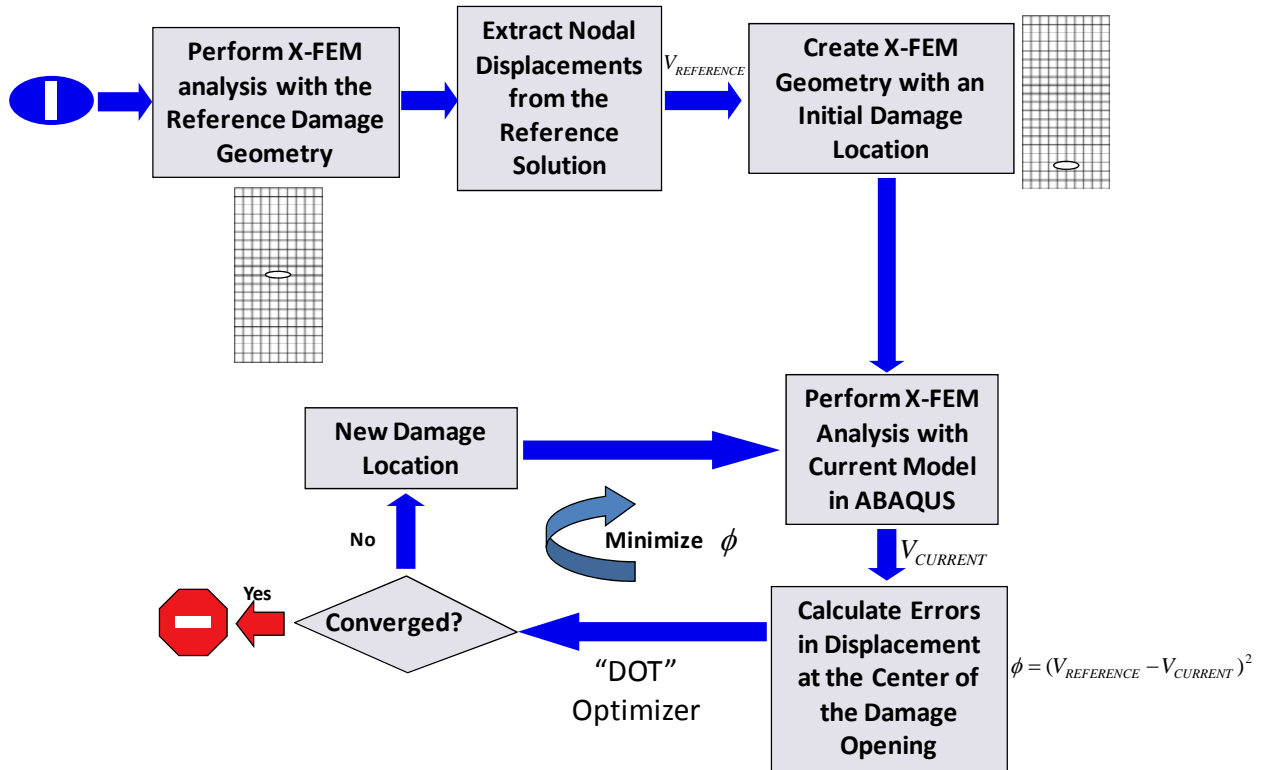 Perform X-FEM
analysis with the
Reference Damage
Geometry
Extract Nodal
Displacements
from the
Reference
Solution
V_REFERENCE
Create X-FEM
Geometry with an
Initial Damage
Location
Perform X-FEM
Analysis with
Current Model
in ABAQUS
V_CURRENT
Calculate Errors
in Displacement
at the Center of
the Damage
Opening
ϕ = (V_REFERENCE − V_CURRENT)²
"DOT"
Optimizer
Converged?
Yes
No
New Damage
Location
Minimize ϕ